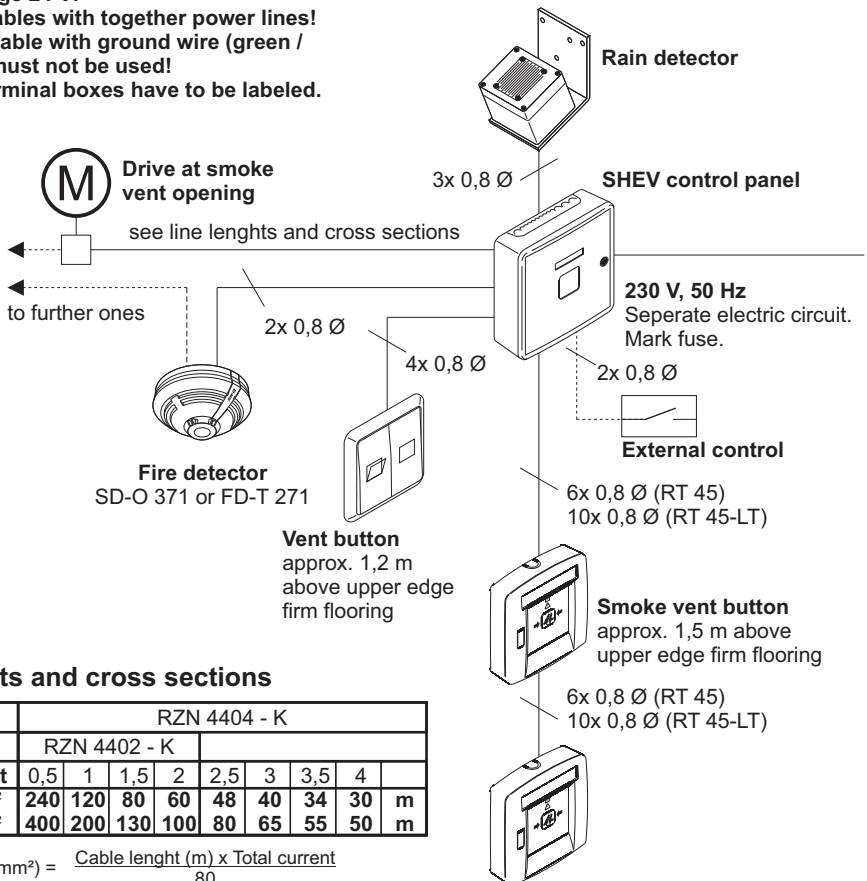 ables with together power lines!
able with ground wire (green /
must not be used!
rminal boxes have to be labeled.
Rain detector
M
Drive at smoke
vent opening
3x 0,8 Ø
SHEV control panel
see line lenghts and cross sections
to further ones
2x 0,8 Ø
230 V, 50 Hz
Seperate electric circuit.
Mark fuse.
4x 0,8 Ø
2x 0,8 Ø
External control
Fire detector
SD-O 371 or FD-T 271
6x 0,8 Ø (RT 45)
10x 0,8 Ø (RT 45-LT)
Vent button
approx. 1,2 m
above upper edge
firm flooring
Smoke vent button
approx. 1,5 m above
upper edge firm flooring
6x 0,8 Ø (RT 45)
10x 0,8 Ø (RT 45-LT)
ts and cross sections
RZN 4404 - K
RZN 4402 - K
t 0,5 1 1,5 2 2,5 3 3,5 4
² 240 120 80 60 48 40 34 30 m
² 400 200 130 100 80 65 55 50 m
mm²) = Cable lenght (m) x Total current
80